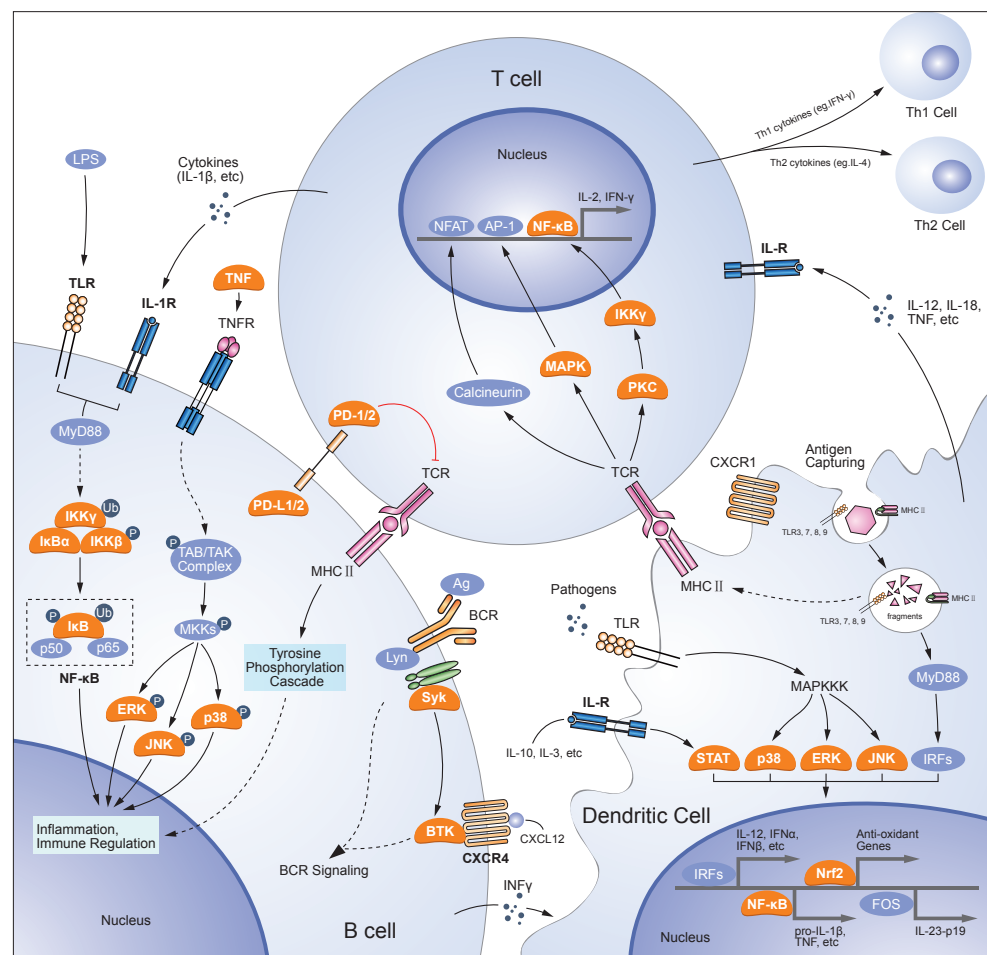 T cell
Nucleus
NFAT
AP-1
NF-κB
IL-2, IFN-γ
IKKγ
MAPK
PKC
Calcineurin
TCR
TCR
Th1 cytokines (eg.IFN-γ)
Th2 cytokines (eg.IL-4)
Th1 Cell
Th2 Cell
IL-R
IL-12, IL-18,
TNF, etc
LPS
TLR
Cytokines
(IL-1β, etc)
IL-1R
TNF
TNFR
MyD88
IKKγ
Ub
IκBα
IKKβ
P
P
TAB/TAK
Complex
P
Ub
IκB
p50
p65
NF-κB
MKKs
P
ERK
P
JNK
P
p38
P
PD-1/2
PD-L1/2
MHC II
Tyrosine
Phosphorylation
Cascade
Inflammation,
Immune Regulation
Nucleus
Ag
BCR
Lyn
Syk
BTK
CXCR4
CXCL12
BCR Signaling
B cell
INFγ
CXCR1
Antigen
Capturing
MHC II
TLR3, 7, 8, 9
MHC II
fragments
TLR3, 7, 8, 9
MHC II
Pathogens
TLR
MyD88
MAPKKK
IL-R
IL-10, IL-3, etc
STAT
p38
ERK
JNK
IRFs
Dendritic Cell
IL-12, IFNα,
IFNβ, etc
Anti-oxidant
Genes
IRFs
Nrf2
NF-κB
FOS
pro-IL-1β,
TNF, etc
IL-23-p19
Nucleus